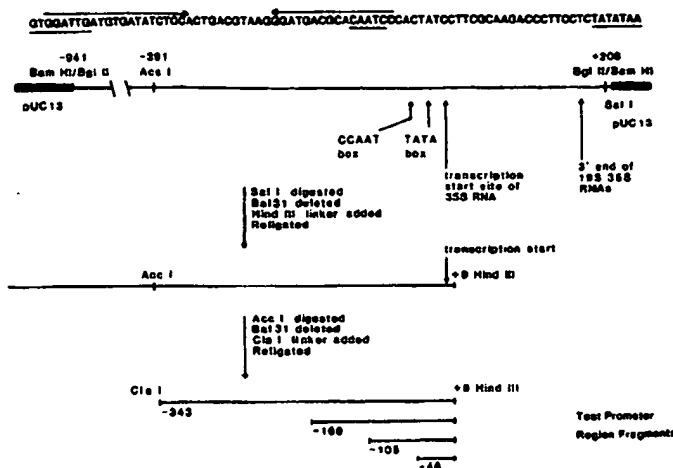 GTGGATTGATGTGATATCTCCACTGACGTAAGGGATGACGCACAATCCCACTATCCTTCGCAAGACCCTTCCTCTATATAA
-941 -391 +208
Bam HI/Bgl II Acc I Bgl II/Bam HI
pUC13 Sal I
pUC13
CCAAT box
TATA box
transcription start site of 35S RNA
3' end of 19S 35S RNAs
Sal I digested
Bal31 deleted
Hind III linker added
Religated
transcription start
Acc I +9 Hind III
Acc I digested
Bal31 deleted
Cla I linker added
Religated
Cla I +9 Hind III
-343
Test Promoter
-168
Region Fragments
-105
-46